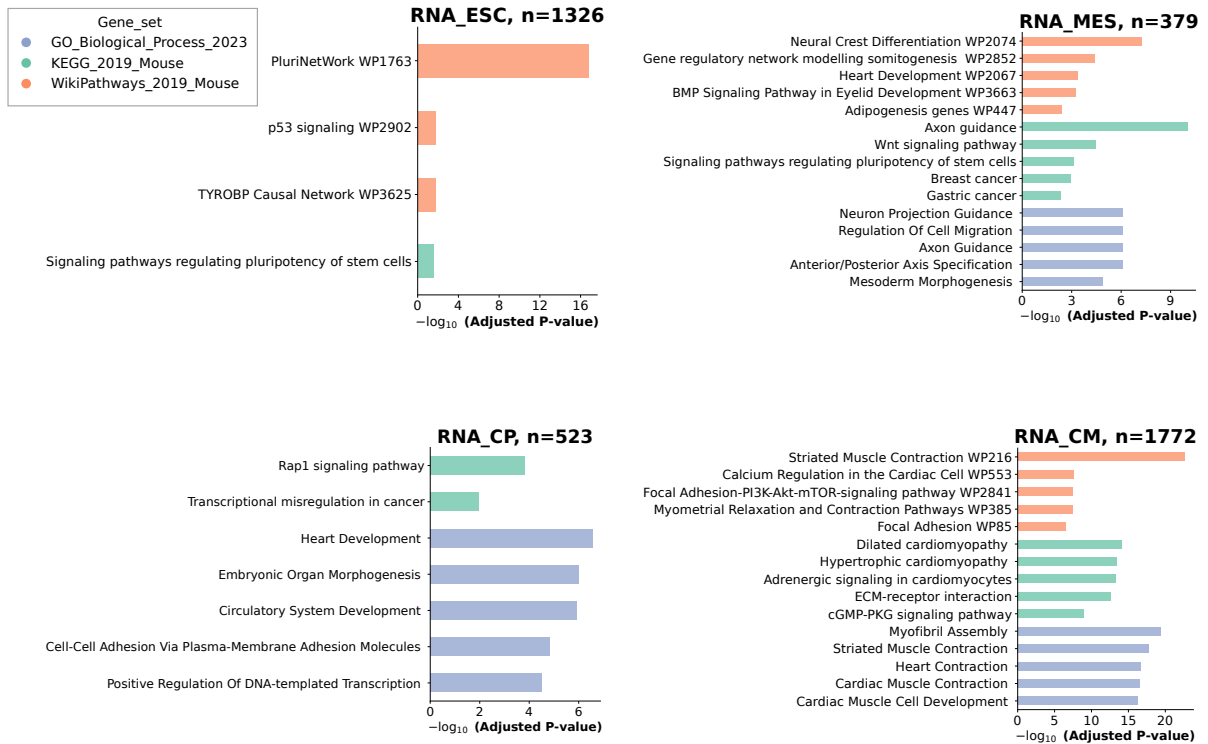 Gene_set
GO_Biological_Process_2023
KEGG_2019_Mouse
WikiPathways_2019_Mouse
RNA_ESC, n=1326
PluriNetWork WP1763
p53 signaling WP2902
TYROBP Causal Network WP3625
Signaling pathways regulating pluripotency of stem cells
0 4 8 12 16
−log10 (Adjusted P-value)
RNA_MES, n=379
Neural Crest Differentiation WP2074
Gene regulatory network modelling somitogenesis WP2852
Heart Development WP2067
BMP Signaling Pathway in Eyelid Development WP3663
Adipogenesis genes WP447
Axon guidance
Wnt signaling pathway
Signaling pathways regulating pluripotency of stem cells
Breast cancer
Gastric cancer
Neuron Projection Guidance
Regulation Of Cell Migration
Axon Guidance
Anterior/Posterior Axis Specification
Mesoderm Morphogenesis
0 3 6 9
−log10 (Adjusted P-value)
RNA_CP, n=523
Rap1 signaling pathway
Transcriptional misregulation in cancer
Heart Development
Embryonic Organ Morphogenesis
Circulatory System Development
Cell-Cell Adhesion Via Plasma-Membrane Adhesion Molecules
Positive Regulation Of DNA-templated Transcription
0 2 4 6
−log10 (Adjusted P-value)
RNA_CM, n=1772
Striated Muscle Contraction WP216
Calcium Regulation in the Cardiac Cell WP553
Focal Adhesion-PI3K-Akt-mTOR-signaling pathway WP2841
Myometrial Relaxation and Contraction Pathways WP385
Focal Adhesion WP85
Dilated cardiomyopathy
Hypertrophic cardiomyopathy
Adrenergic signaling in cardiomyocytes
ECM-receptor interaction
cGMP-PKG signaling pathway
Myofibril Assembly
Striated Muscle Contraction
Heart Contraction
Cardiac Muscle Contraction
Cardiac Muscle Cell Development
0 5 10 15 20
−log10 (Adjusted P-value)